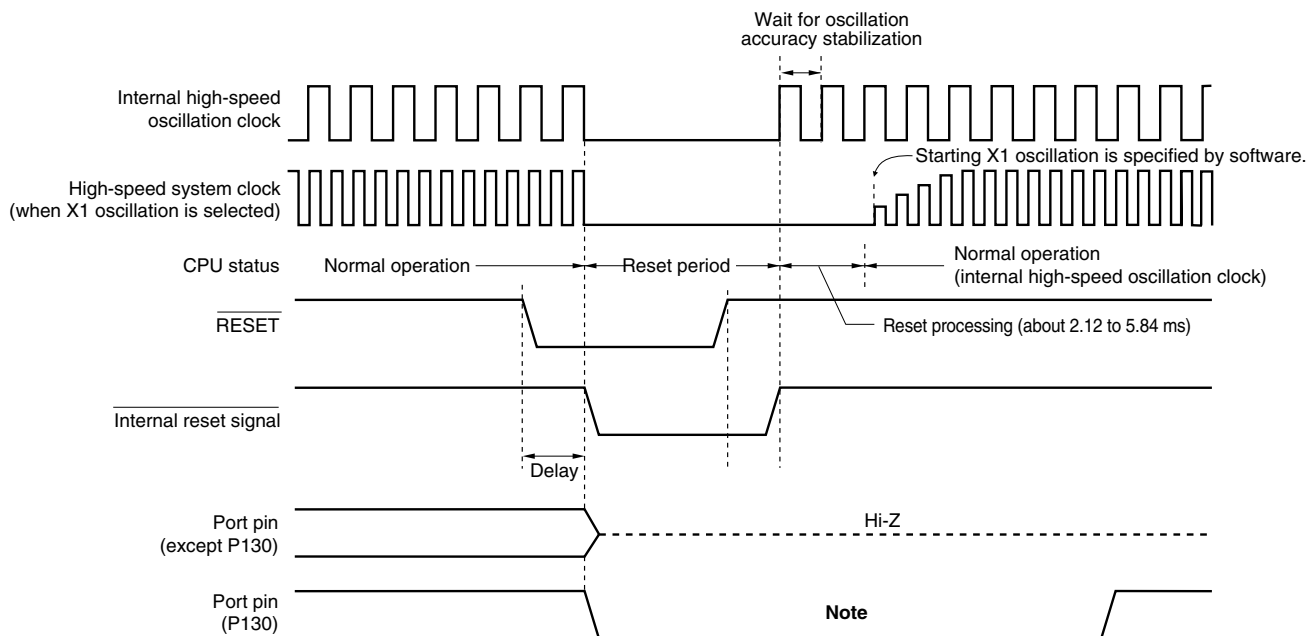 Wait for oscillation
accuracy stabilization
Internal high-speed
oscillation clock
Starting X1 oscillation is specified by software.
High-speed system clock
(when X1 oscillation is selected)
CPU status
Normal operation
Reset period
Normal operation
(internal high-speed oscillation clock)
RESET
Reset processing (about 2.12 to 5.84 ms)
Internal reset signal
Delay
Port pin
(except P130)
Hi-Z
Port pin
(P130)
Note